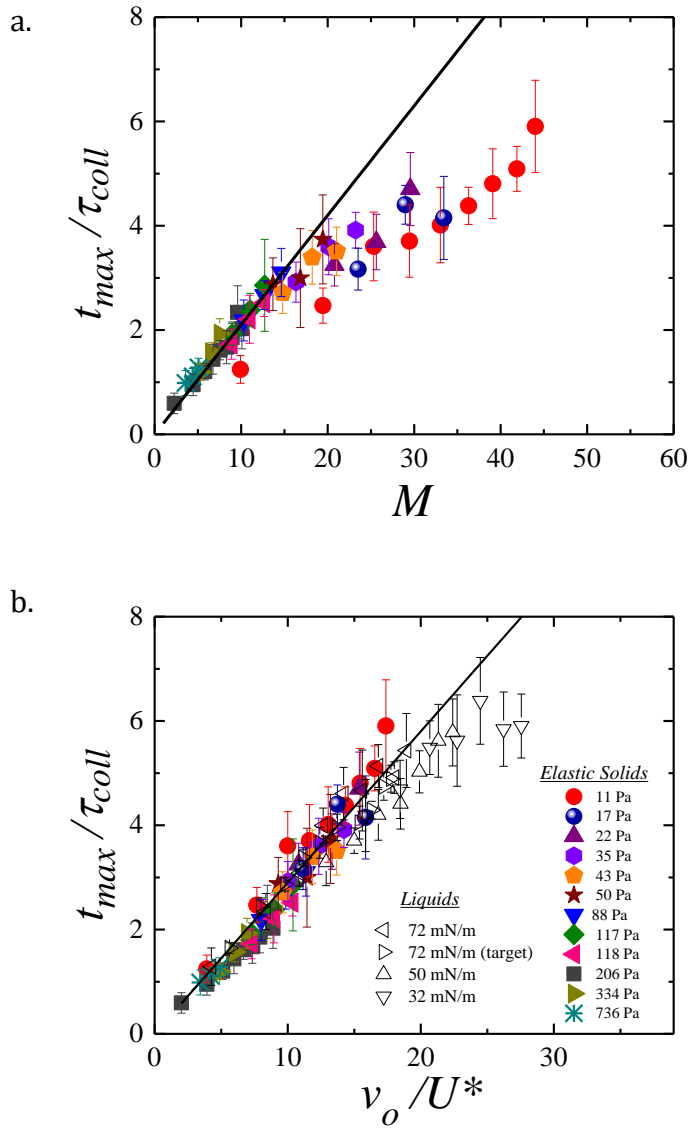 a.
8
6
4
2
0
t_max/τ_coll
0 10 20 30 40 50 60
M
b.
8
6
4
2
0
t_max/τ_coll
Elastic Solids
11 Pa
17 Pa
22 Pa
35 Pa
43 Pa
50 Pa
88 Pa
117 Pa
118 Pa
206 Pa
334 Pa
736 Pa
Liquids
72 mN/m
72 mN/m (target)
50 mN/m
32 mN/m
0 10 20 30
v_o/U*